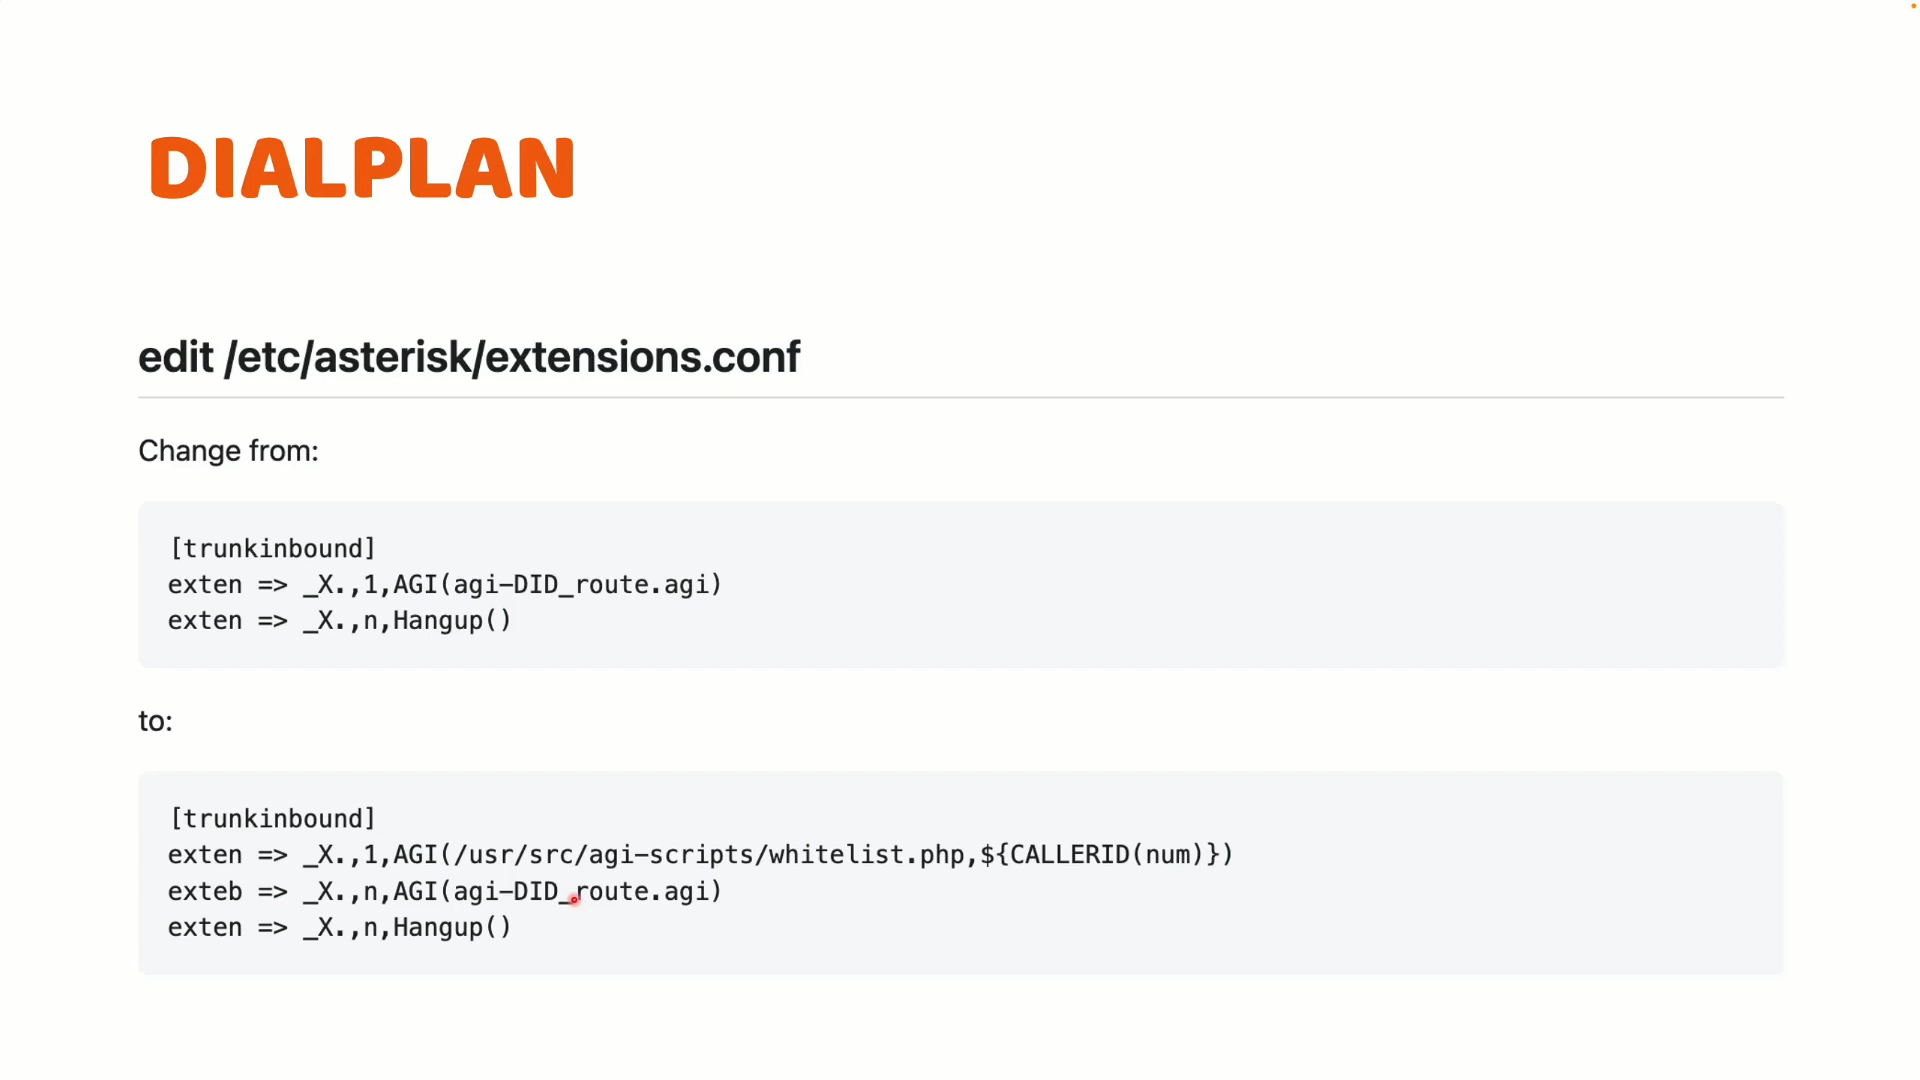 DIALPLAN
edit /etc/asterisk/extensions.conf
Change from:
[trunkinbound]
exten => _X.,1,AGI(agi-DID_route.agi)
exten => _X.,n,Hangup()
to:
[trunkinbound]
exten => _X.,1,AGI(/usr/src/agi-scripts/whitelist.php,${CALLERID(num)})
exteb => _X.,n,AGI(agi-DID_route.agi)
exten => _X.,n,Hangup()